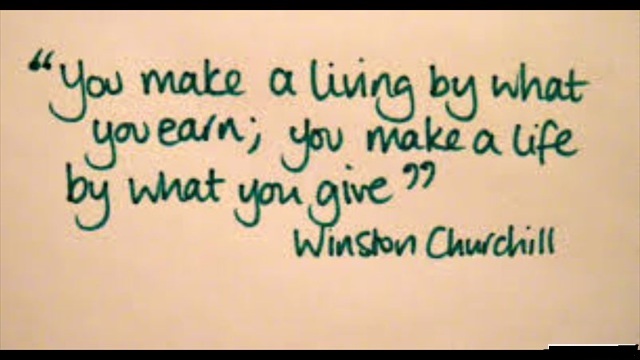 “You make a living by what
you earn; you make a life
by what you give”
Winston Churchill